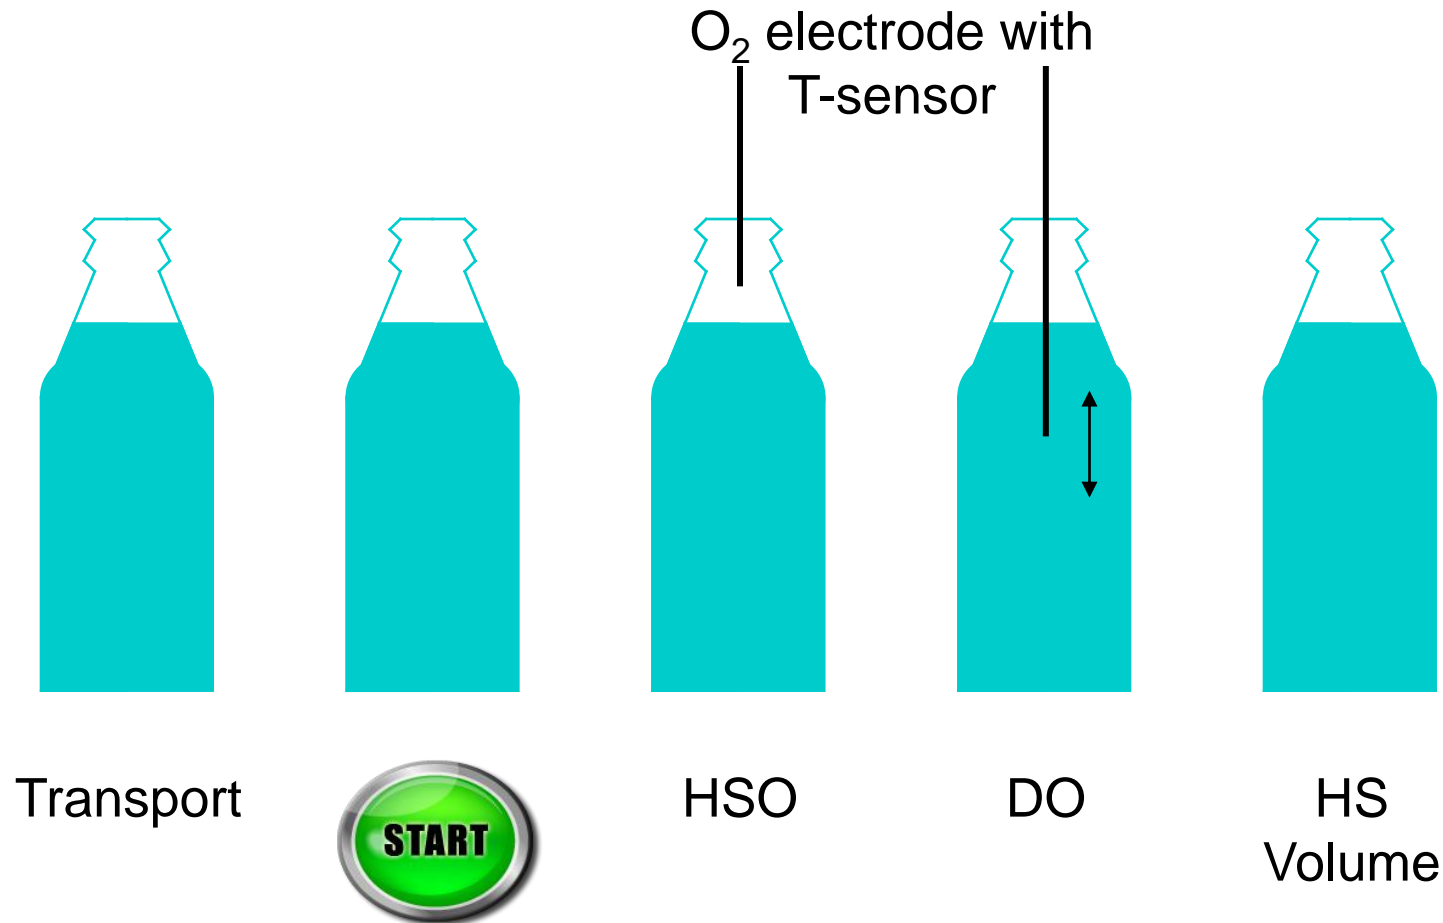 O₂ electrode with
T-sensor
Transport
START
HSO
DO
HS
Volume